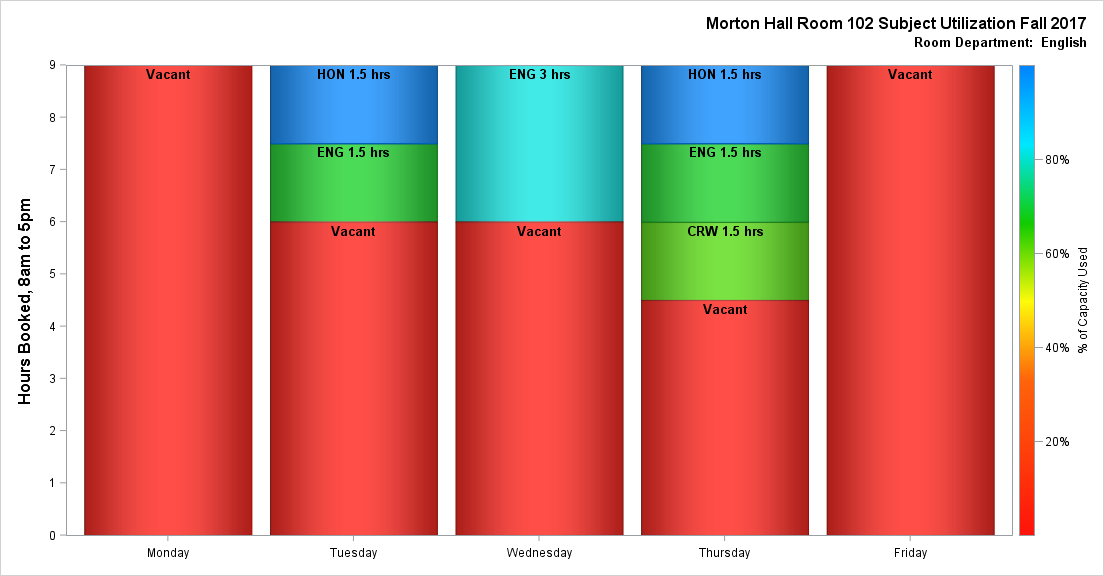 Morton Hall Room 102 Subject Utilization Fall 2017
Room Department: English
Hours Booked, 8am to 5pm
9
8
7
6
5
4
3
2
1
0
Vacant
HON 1.5 hrs
ENG 3 hrs
HON 1.5 hrs
Vacant
ENG 1.5 hrs
ENG 1.5 hrs
Vacant
Vacant
CRW 1.5 hrs
Vacant
Monday
Tuesday
Wednesday
Thursday
Friday
80%
60%
40%
20%
% of Capacity Used